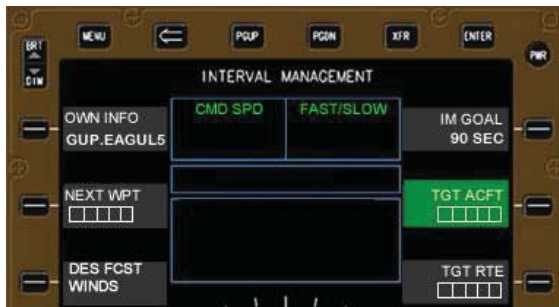 MENU
PGUP
PGDN
XFR
ENTER
BRT
DIM
PWR
INTERVAL MANAGEMENT
OWN INFO
GUP.EAGUL5
CMD SPD
FAST/SLOW
IM GOAL
90 SEC
NEXT WPT
TGT ACFT
DES FCST
WINDS
TGT RTE